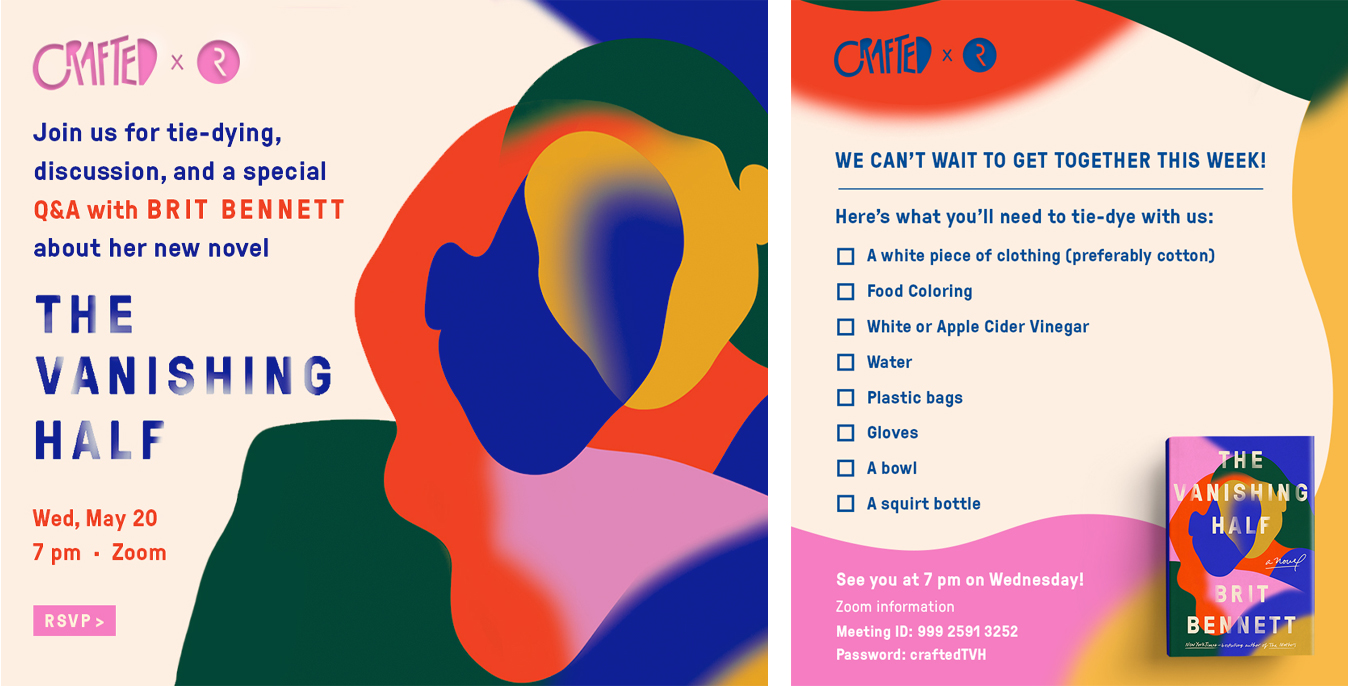 CRAFTED x R
Join us for tie-dying,
discussion, and a special
Q&A with BRIT BENNETT
about her new novel
THE
VANISHING
HALF
Wed, May 20
7 pm · Zoom
RSVP >
CRAFTED x R
WE CAN'T WAIT TO GET TOGETHER THIS WEEK!
Here's what you'll need to tie-dye with us:
A white piece of clothing (preferably cotton)
Food Coloring
White or Apple Cider Vinegar
Water
Plastic bags
Gloves
A bowl
A squirt bottle
See you at 7 pm on Wednesday!
Zoom information
Meeting ID: 999 2591 3252
Password: craftedTVH
THE
VANISHING
HALF
a novel
BRIT
BENNETT
New York Times–bestselling author of The Mothers